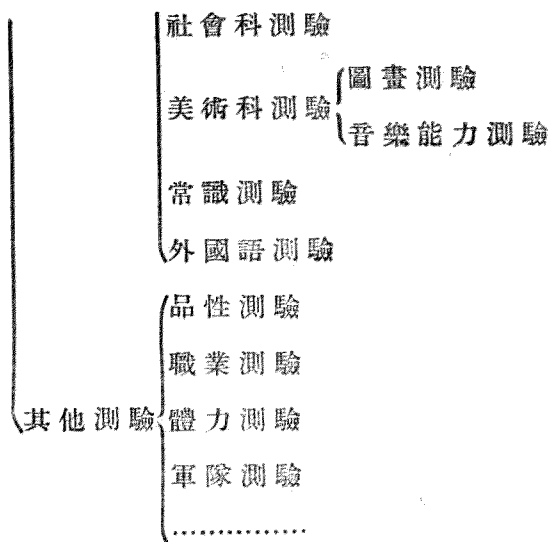 社會科測驗
圖畫測驗
美術科測驗
音樂能力測驗
常識測驗
外國語測驗
品性測驗
職業測驗
其他測驗
體力測驗
軍隊測驗
……………